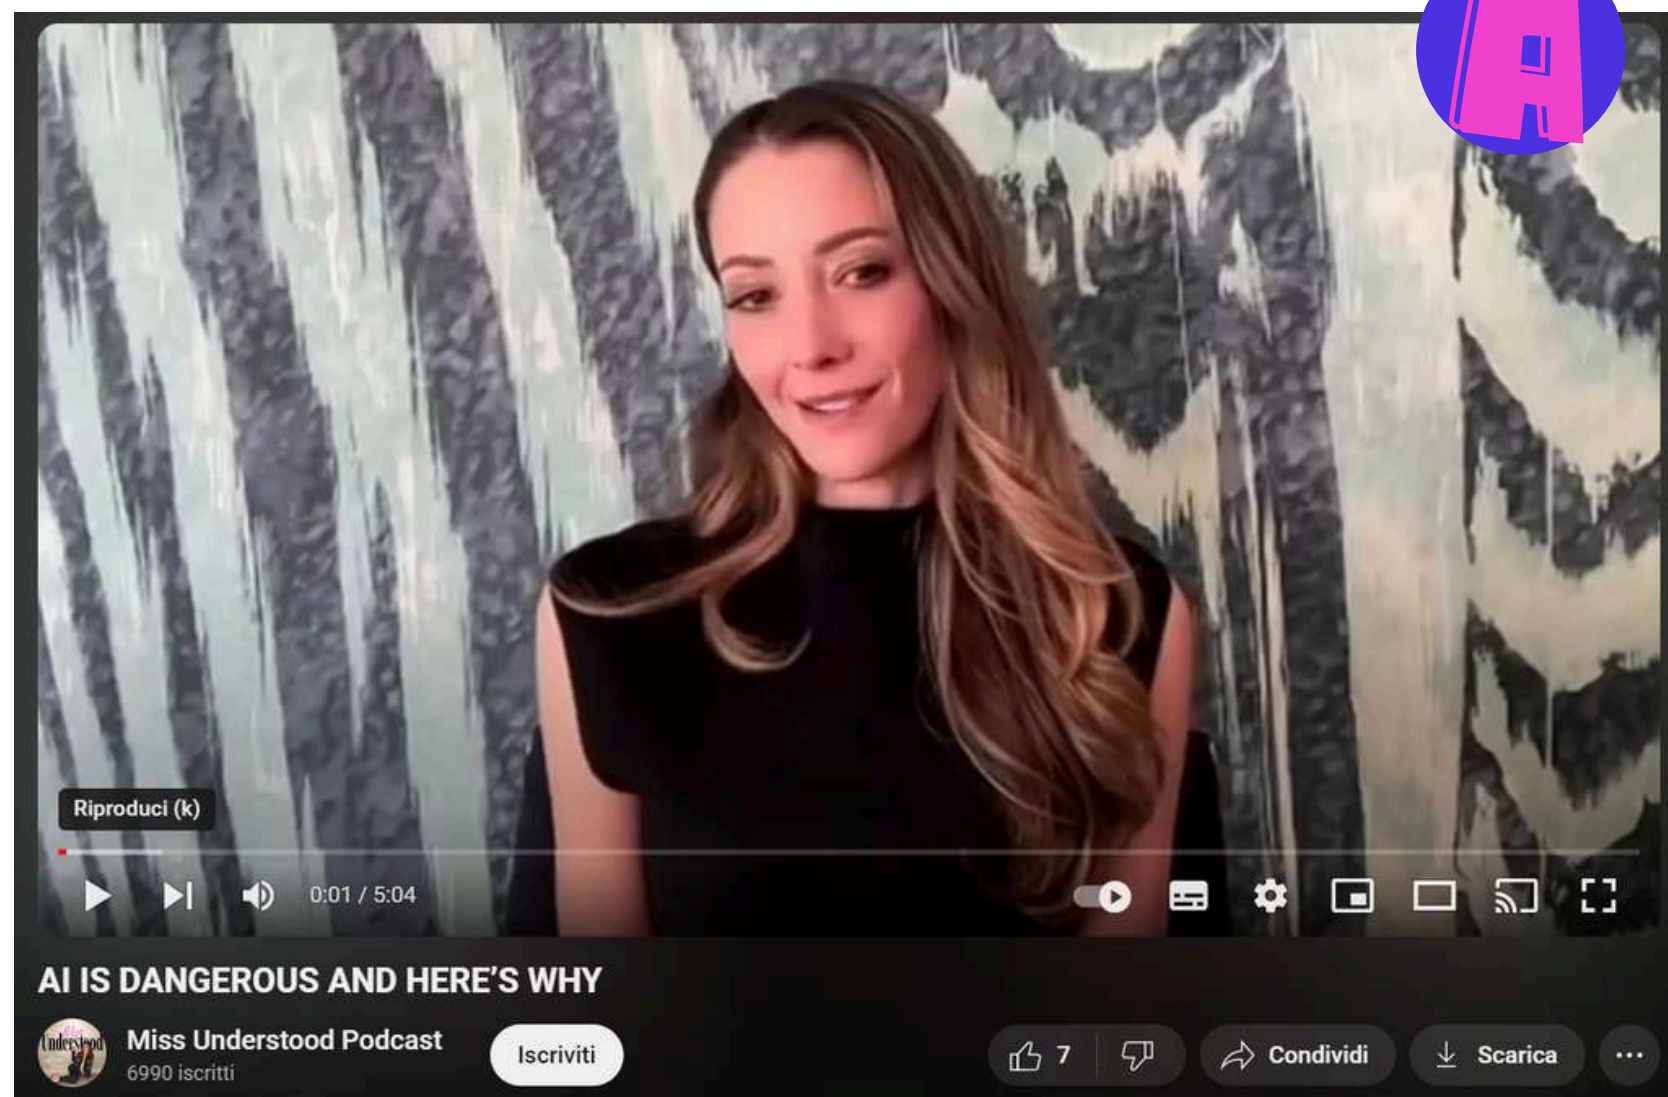 A
Riproduci (k)
0:01 / 5:04
AI IS DANGEROUS AND HERE'S WHY
Understood
Miss Understood Podcast
6990 iscritti
Iscriviti
7
Condividi
Scarica